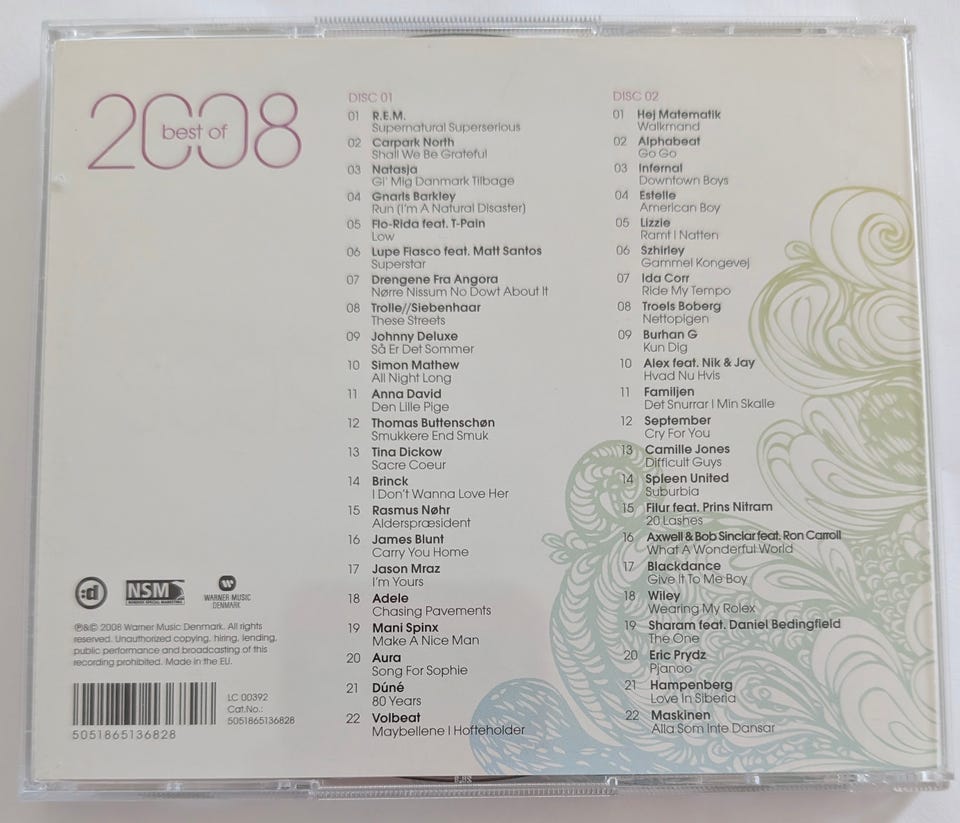 2008
best of
DISC 01
01 R.E.M.
Supernatural Superserious
02 Carpark North
Shall We Be Grateful
03 Natasja
Gi' Mig Danmark Tilbage
04 Gnarls Barkley
Run (I'm A Natural Disaster)
05 Flo-Rida feat. T-Pain
Low
06 Lupe Fiasco feat. Matt Santos
Superstar
07 Drengene Fra Angora
Nørre Nissum No Dowt About It
08 Trolle//Siebenhaar
These Streets
09 Johnny Deluxe
Så Er Det Sommer
10 Simon Mathew
All Night Long
11 Anna David
Den Lille Pige
12 Thomas Buttenschøn
Smukkere End Smuk
13 Tina Dickow
Sacre Coeur
14 Brinck
I Don't Wanna Love Her
15 Rasmus Nøhr
Alderspræsident
16 James Blunt
Carry You Home
17 Jason Mraz
I'm Yours
18 Adele
Chasing Pavements
19 Mani Spinx
Make A Nice Man
20 Aura
Song For Sophie
21 Dúné
80 Years
22 Volbeat
Maybellene I Hofteholder
DISC 02
01 Hej Matematik
Walkmand
02 Alphabeat
Go Go
03 Infernal
Downtown Boys
04 Estelle
American Boy
05 Lizzie
Ramt I Natten
06 Szhirley
Gammel Kongevej
07 Ida Corr
Ride My Tempo
08 Troels Boberg
Nettopigen
09 Burhan G
Kun Dig
10 Alex feat. Nik & Jay
Hvad Nu Hvis
11 Familjen
Det Snurrar I Min Skalle
12 September
Cry For You
13 Camille Jones
Difficult Guys
14 Spleen United
Suburbia
15 Filur feat. Prins Nitram
20 Lashes
16 Axwell & Bob Sinclar feat. Ron Carroll
What A Wonderful World
17 Blackdance
Give It To Me Boy
18 Wiley
Wearing My Rolex
19 Sharam feat. Daniel Bedingfield
The One
20 Eric Prydz
Pjanoo
21 Hampenberg
Love In Siberia
22 Maskinen
Alla Som Inte Dansar
:d
NSM
NORDISK SPECIAL MARKETING
WARNER MUSIC
DENMARK
℗&© 2008 Warner Music Denmark. All rights
reserved. Unauthorized copying, hiring, lending,
public performance and broadcasting of this
recording prohibited. Made in the EU.
LC 00392
Cat.No.:
5051865136828
5051865136828